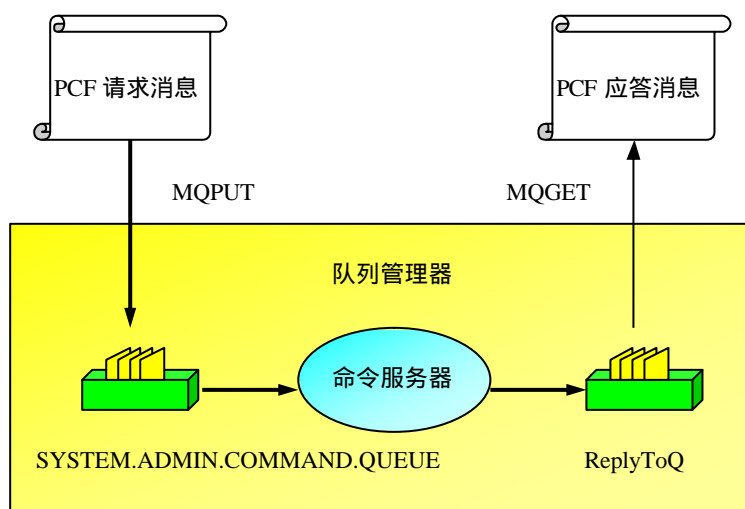 PCF 请求消息
PCF 应答消息
MQPUT
MQGET
队列管理器
命令服务器
SYSTEM.ADMIN.COMMAND.QUEUE
ReplyToQ